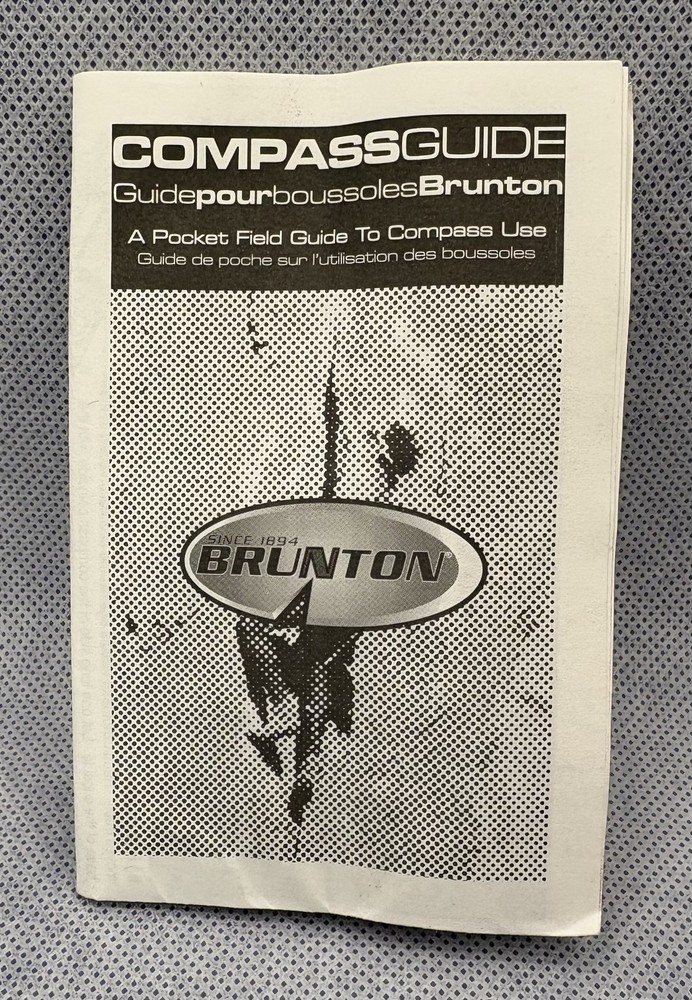 COMPASSGUIDE
GuidepourboussolesBrunton
A Pocket Field Guide To Compass Use
Guide de poche sur l'utilisation des boussoles
SINCE 1894
BRUNTON®